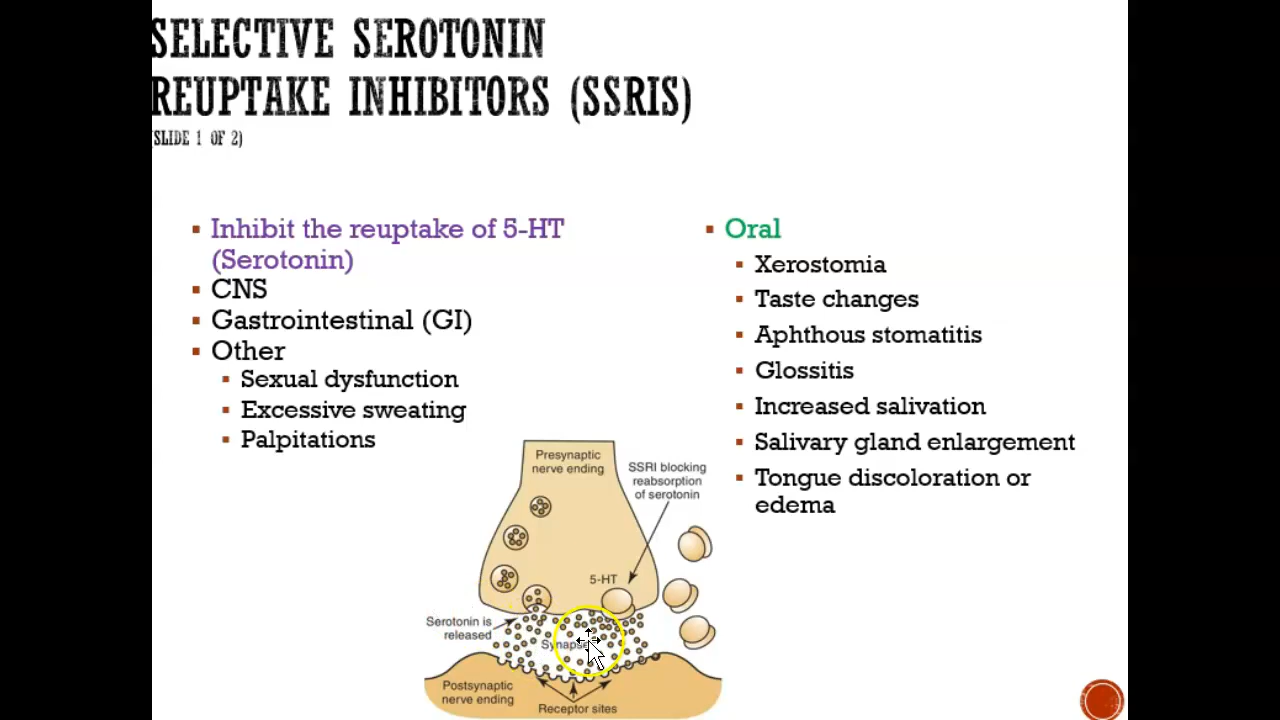 SELECTIVE SEROTONIN
REUPTAKE INHIBITORS (SSRIS)
(SLIDE 1 OF 2)
Inhibit the reuptake of 5-HT
(Serotonin)
CNS
Gastrointestinal (GI)
Other
Sexual dysfunction
Excessive sweating
Palpitations
Oral
Xerostomia
Taste changes
Aphthous stomatitis
Glossitis
Increased salivation
Salivary gland enlargement
Tongue discoloration or
edema
Presynaptic
nerve ending
SSRI blocking
reabsorption
of serotonin
5-HT
Serotonin is
released
Synapse
Postsynaptic
nerve ending
Receptor sites